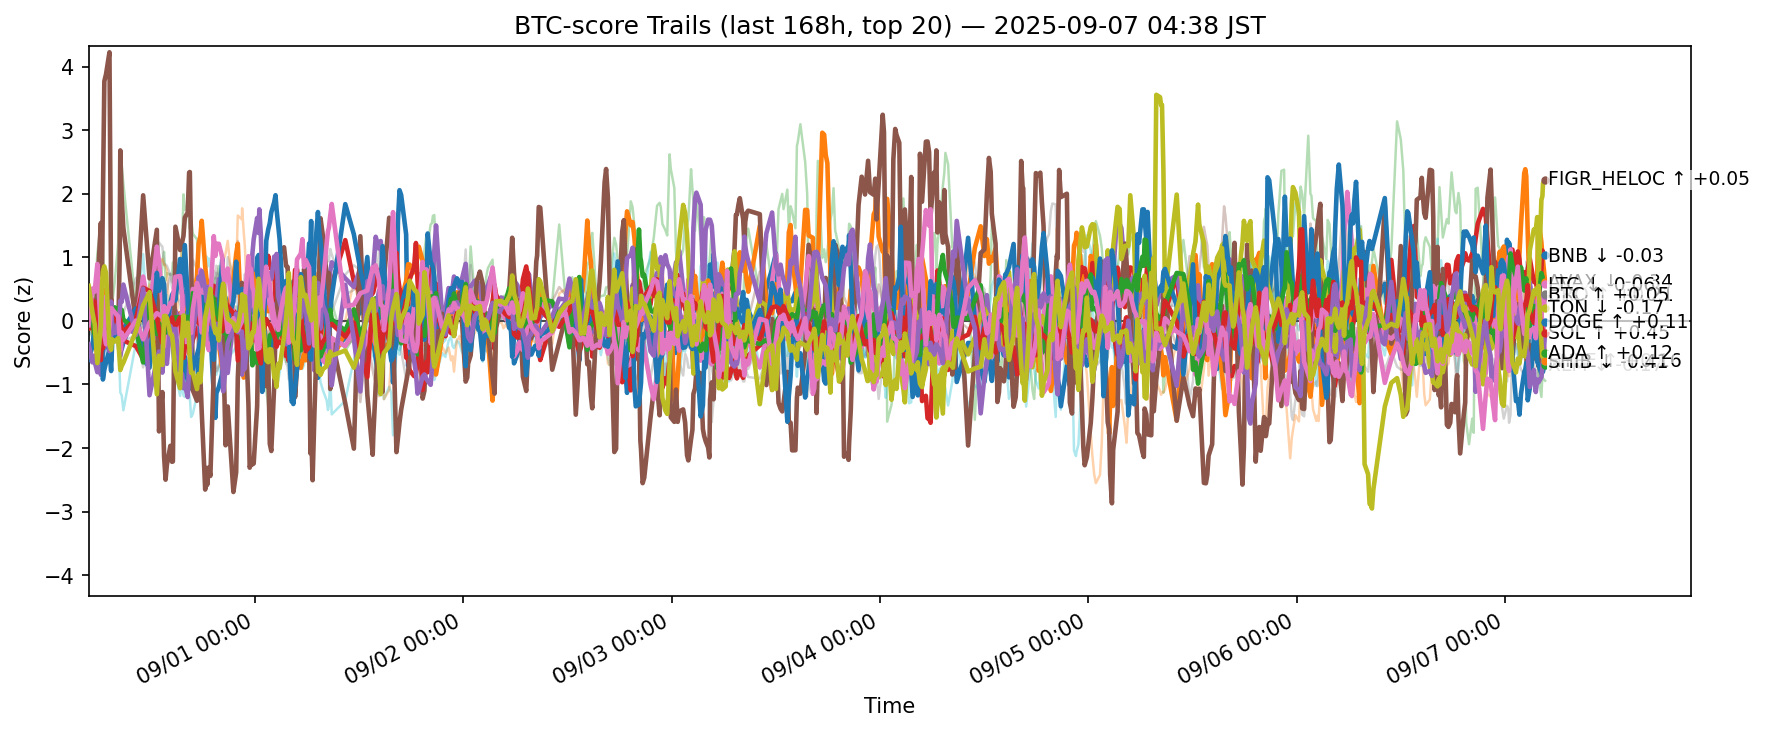 BTC-score Trails (last 168h, top 20) — 2025-09-07 04:38 JST
Score (z)
4
3
2
1
0
−1
−2
−3
−4
FIGR_HELOC ↑ +0.05
BNB ↓ -0.03
BTC ↑ +0.05
TON ↓ -0.17
DOGE ↑ +0.11
SOL ↑ +0.45
ADA ↑ +0.12
SHIB ↓
09/01 00:00
09/02 00:00
09/03 00:00
09/04 00:00
09/05 00:00
09/06 00:00
09/07 00:00
Time